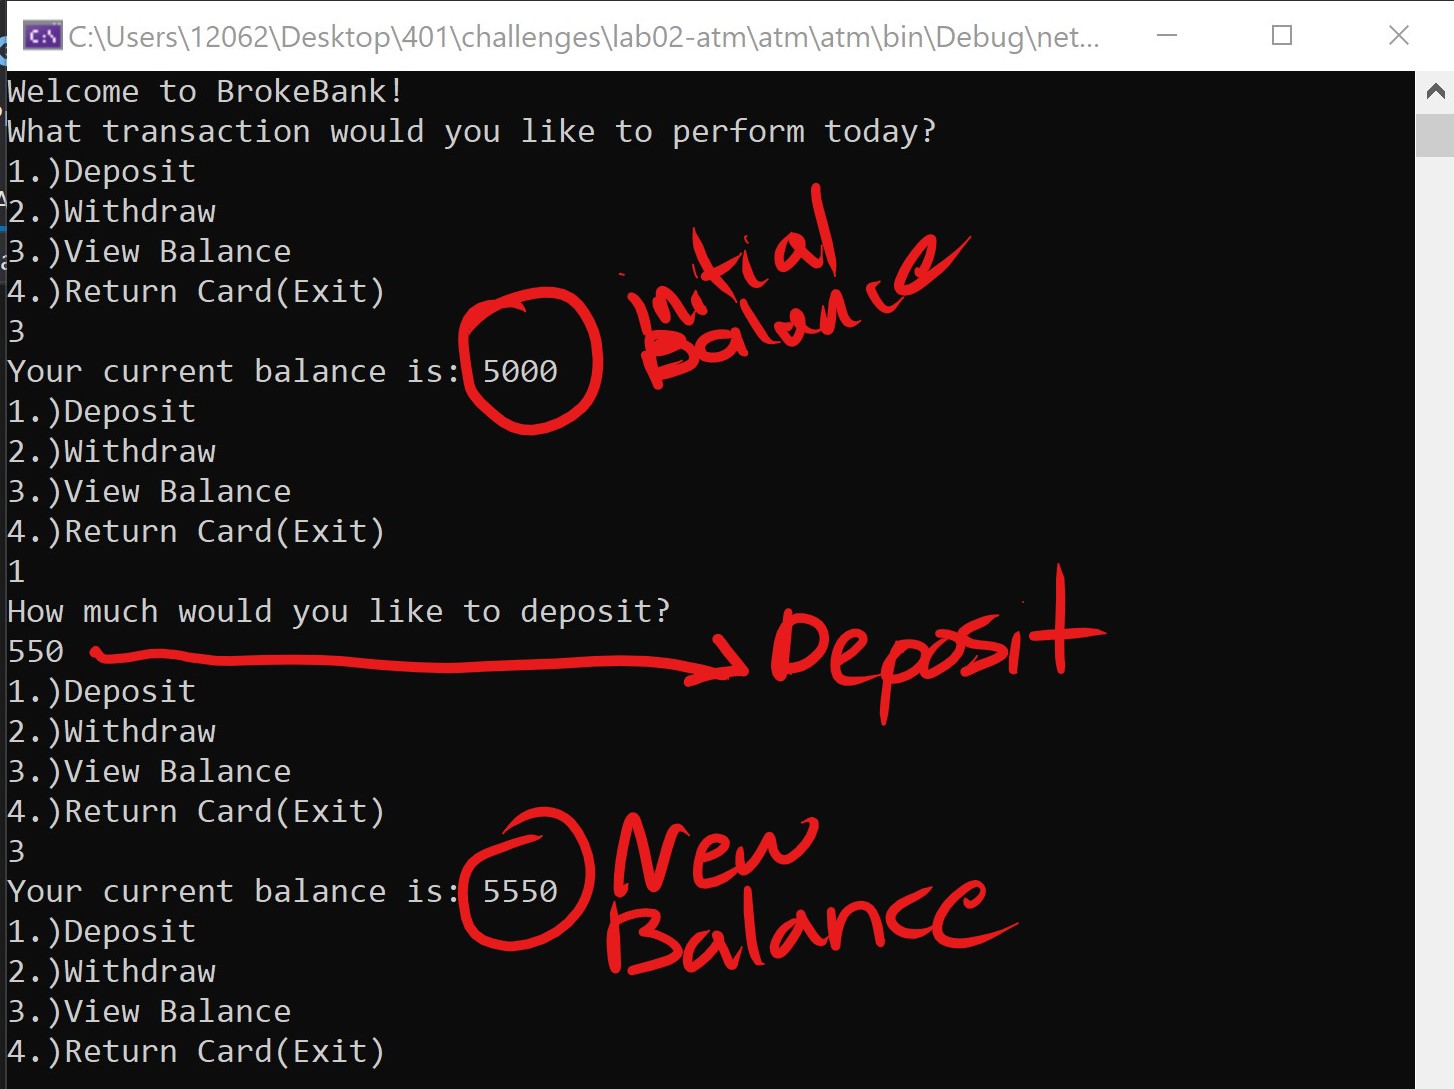 C:\Users\12062\Desktop\401\challenges\lab02-atm\atm\atm\bin\Debug\net...
Welcome to BrokeBank!
What transaction would you like to perform today?
1.)Deposit
2.)Withdraw
3.)View Balance
4.)Return Card(Exit)
3
Your current balance is: 5000
initial
Balance
1.)Deposit
2.)Withdraw
3.)View Balance
4.)Return Card(Exit)
1
How much would you like to deposit?
550
Deposit
1.)Deposit
2.)Withdraw
3.)View Balance
4.)Return Card(Exit)
3
Your current balance is: 5550
New
Balance
1.)Deposit
2.)Withdraw
3.)View Balance
4.)Return Card(Exit)